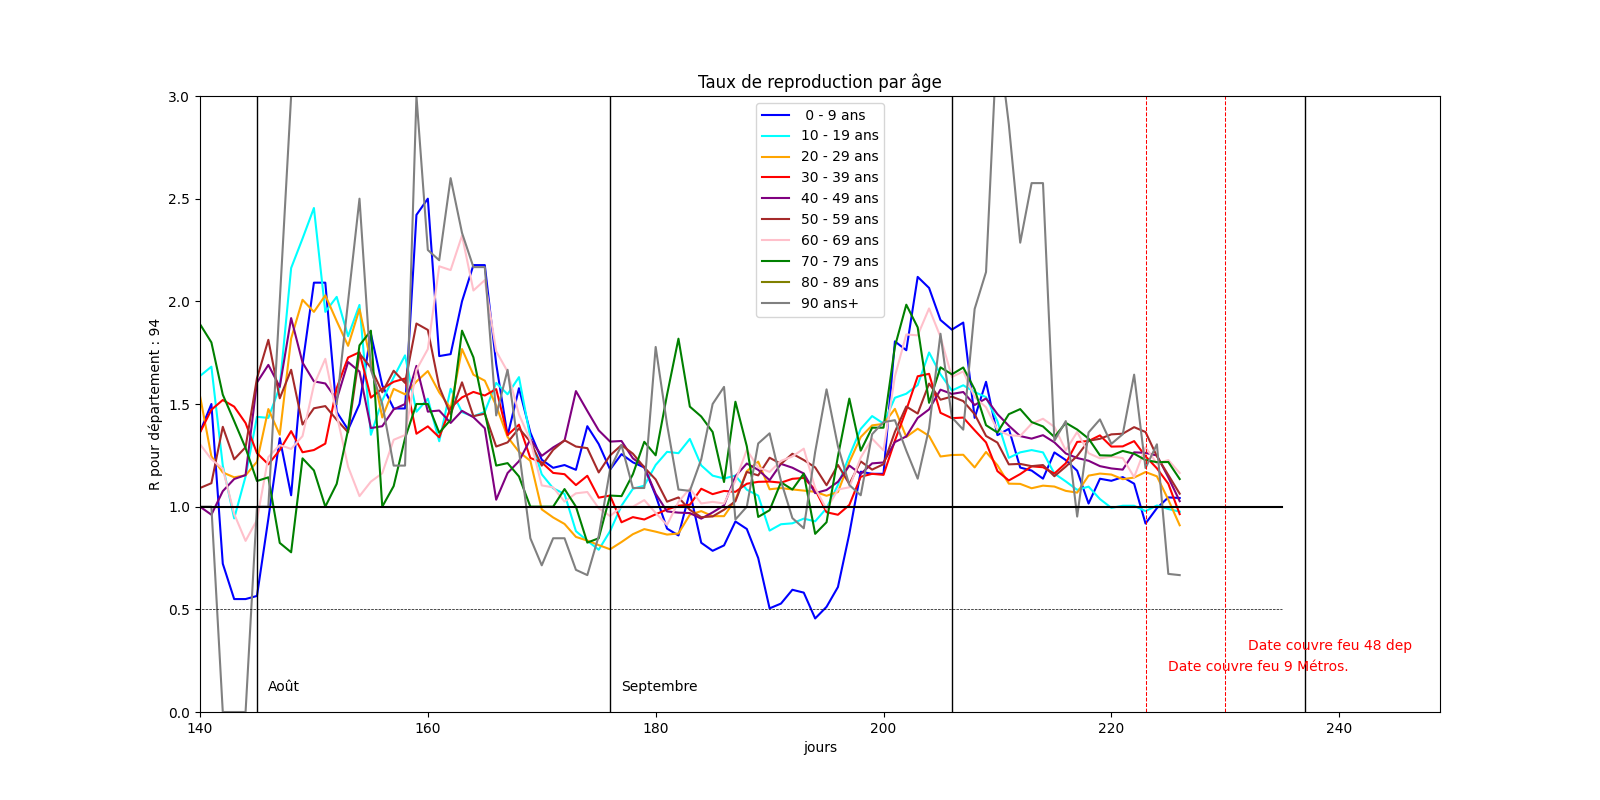 Taux de reproduction par âge
3.0
2.5
2.0
1.5
1.0
0.5
0.0
R pour département : 94
0 - 9 ans
10 - 19 ans
20 - 29 ans
30 - 39 ans
40 - 49 ans
50 - 59 ans
60 - 69 ans
70 - 79 ans
80 - 89 ans
90 ans+
Date couvre feu 48 dep
Date couvre feu 9 Métros.
Août
Septembre
140
160
180
200
220
240
jours